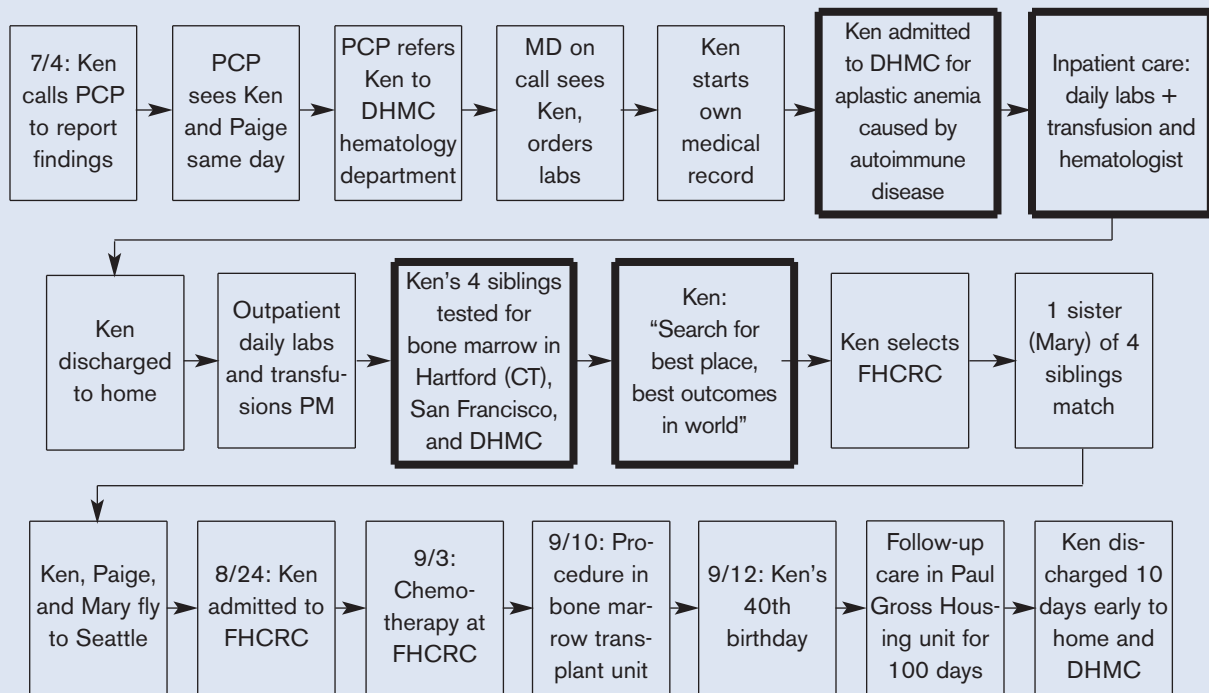 7/4: Ken
calls PCP
to report
findings
PCP
sees Ken
and Paige
same day
PCP refers
Ken to
DHMC
hematology
department
MD on
call sees
Ken,
orders
labs
Ken
starts
own
medical
record
Ken admitted
to DHMC for
aplastic anemia
caused by
autoimmune
disease
Inpatient care:
daily labs +
transfusion and
hematologist
Ken
discharged
to home
Outpatient
daily labs
and transfu-
sions PM
Ken’s 4 siblings
tested for
bone marrow in
Hartford (CT),
San Francisco,
and DHMC
Ken:
“Search for
best place,
best outcomes
in world”
Ken selects
FHCRC
1 sister
(Mary) of 4
siblings
match
Ken, Paige,
and Mary fly
to Seattle
8/24: Ken
admitted to
FHCRC
9/3:
Chemo-
therapy at
FHCRC
9/10: Pro-
cedure in
bone mar-
row trans-
plant unit
9/12: Ken’s
40th
birthday
Follow-up
care in Paul
Gross Hous-
ing unit for
100 days
Ken dis-
charged 10
days early to
home and
DHMC